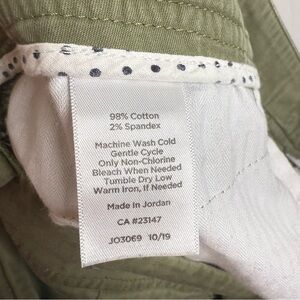 98% Cotton
2% Spandex
Machine Wash Cold
Gentle Cycle
Only Non-Chlorine
Bleach When Needed
Tumble Dry Low
Warm Iron, If Needed
Made in Jordan
CA #23147
JO3069 10/19